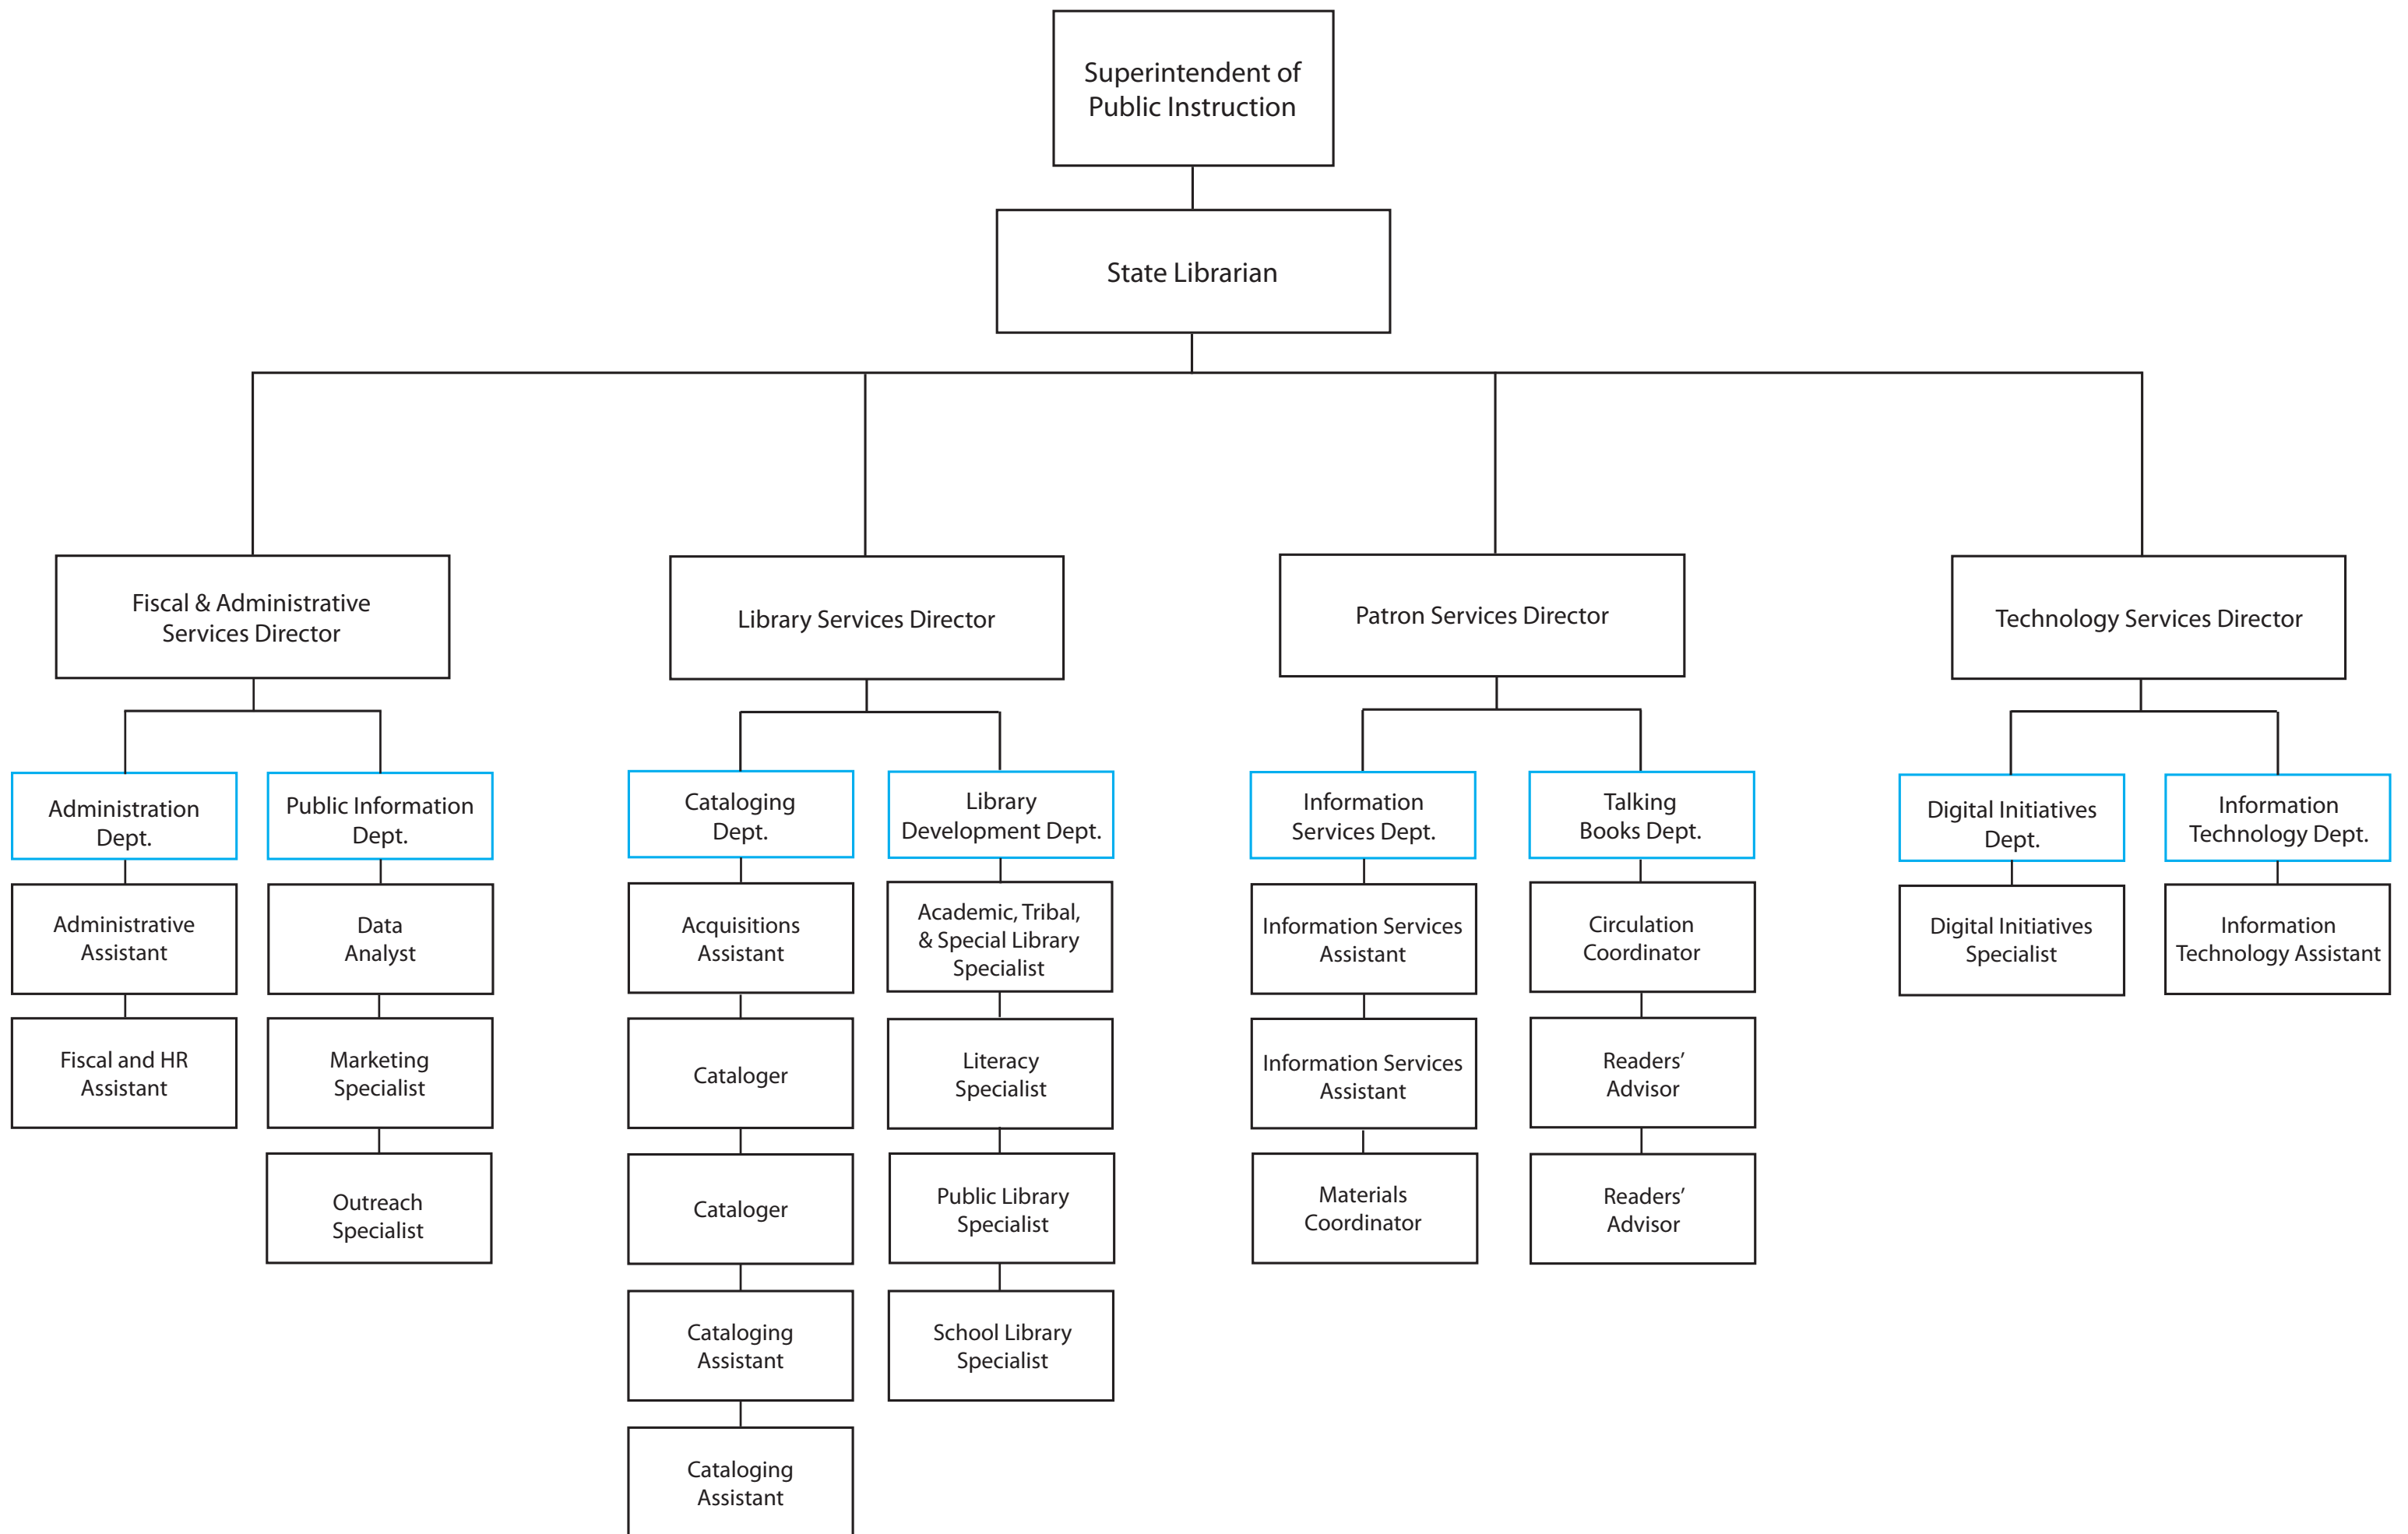 Superintendent of
Public Instruction
State Librarian
Fiscal & Administrative
Services Director
Library Services Director
Patron Services Director
Technology Services Director
Administration
Dept.
Public Information
Dept.
Cataloging
Dept.
Library
Development Dept.
Information
Services Dept.
Talking
Books Dept.
Digital Initiatives
Dept.
Information
Technology Dept.
Administrative
Assistant
Data
Analyst
Acquisitions
Assistant
Academic, Tribal,
& Special Library
Specialist
Information Services
Assistant
Circulation
Coordinator
Digital Initiatives
Specialist
Information
Technology Assistant
Fiscal and HR
Assistant
Marketing
Specialist
Cataloger
Literacy
Specialist
Information Services
Assistant
Readers’
Advisor
Outreach
Specialist
Cataloger
Public Library
Specialist
Materials
Coordinator
Readers’
Advisor
Cataloging
Assistant
School Library
Specialist
Cataloging
Assistant